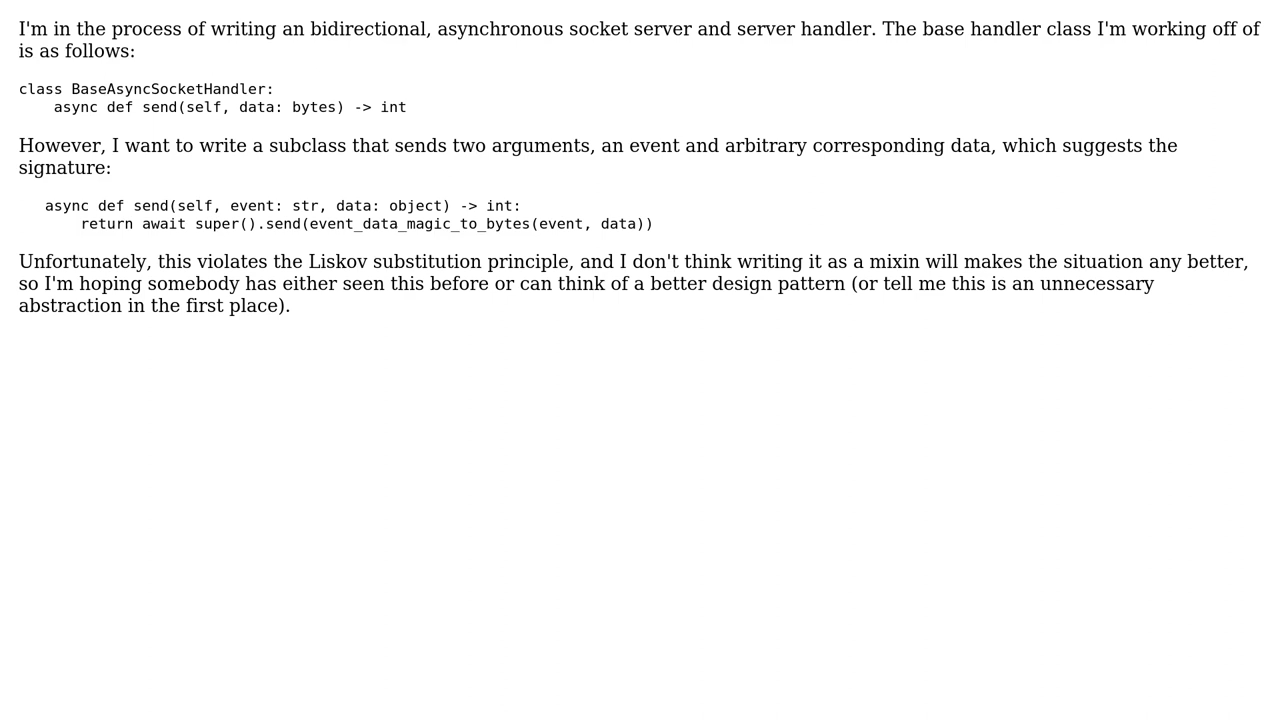 I'm in the process of writing an bidirectional, asynchronous socket server and server handler. The base handler class I'm working off of
is as follows:
class BaseAsyncSocketHandler:
    async def send(self, data: bytes) -> int
However, I want to write a subclass that sends two arguments, an event and arbitrary corresponding data, which suggests the
signature:
   async def send(self, event: str, data: object) -> int:
       return await super().send(event_data_magic_to_bytes(event, data))
Unfortunately, this violates the Liskov substitution principle, and I don't think writing it as a mixin will makes the situation any better,
so I'm hoping somebody has either seen this before or can think of a better design pattern (or tell me this is an unnecessary
abstraction in the first place).